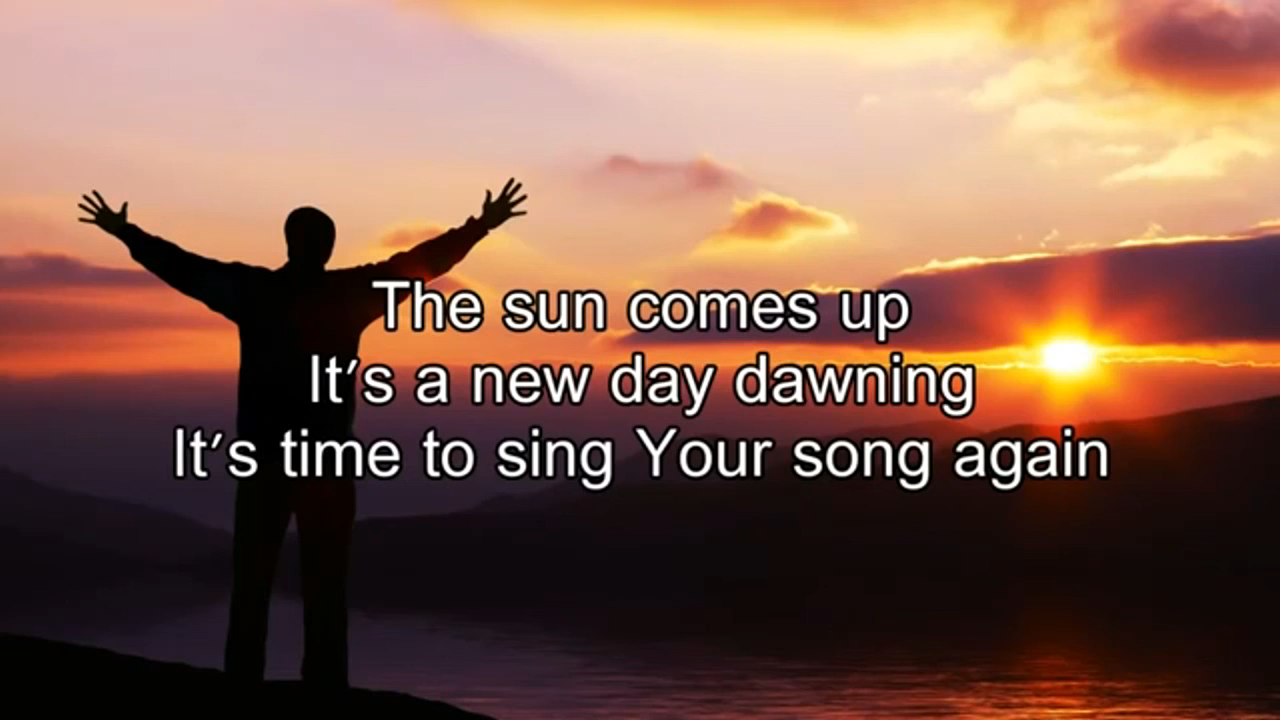 The sun comes up
It's a new day dawning
It's time to sing Your song again